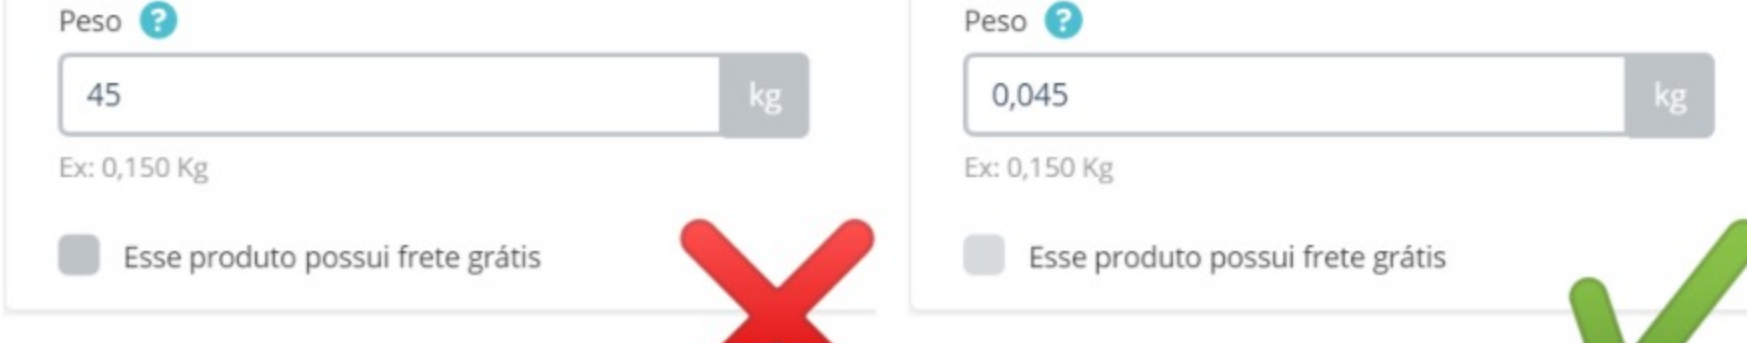 Peso ?
45 kg
Ex: 0,150 Kg
Esse produto possui frete grátis
Peso ?
0,045 kg
Ex: 0,150 Kg
Esse produto possui frete grátis